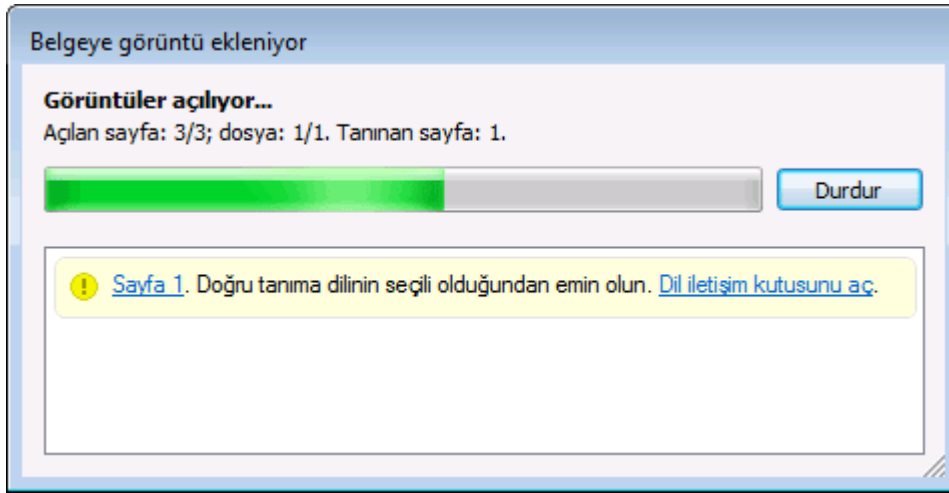 Belgeye görüntü ekleniyor
Görüntüler açılıyor...
Açılan sayfa: 3/3; dosya: 1/1. Tanınan sayfa: 1.
Durdur
Sayfa 1. Doğru tanıma dilinin seçili olduğundan emin olun. Dil iletişim kutusunu aç.